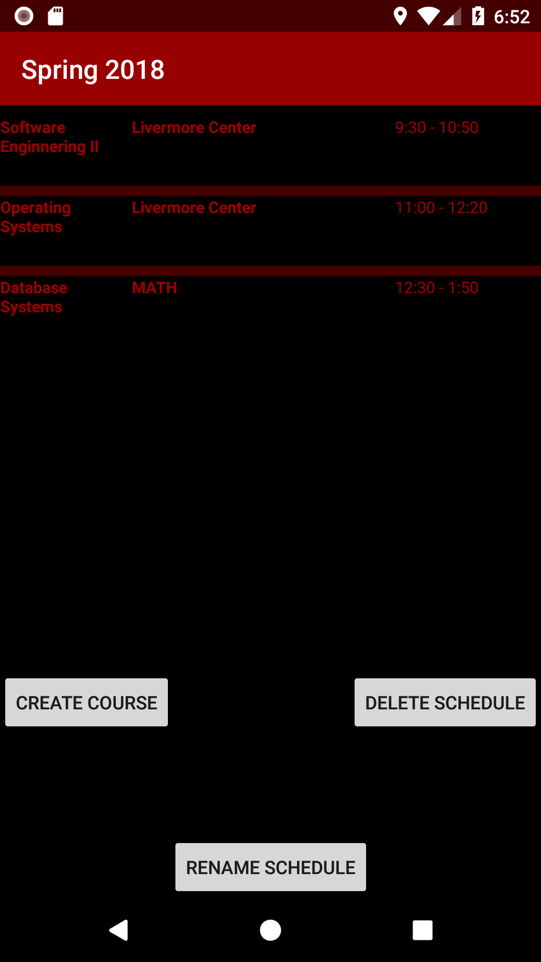 6:52
Spring 2018
Software Livermore Center 9:30 - 10:50
Enginnering II
Operating Livermore Center 11:00 - 12:20
Systems
Database MATH 12:30 - 1:50
Systems
CREATE COURSE DELETE SCHEDULE
RENAME SCHEDULE